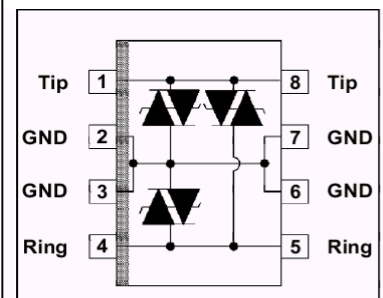 Tip 1 8 Tip
GND 2 7 GND
GND 3 6 GND
Ring 4 5 Ring